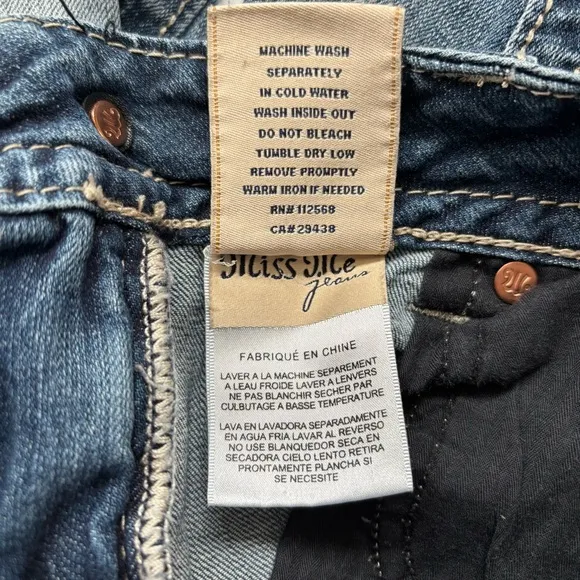 MACHINE WASH
SEPARATELY
IN COLD WATER
WASH INSIDE OUT
DO NOT BLEACH
TUMBLE DRY LOW
REMOVE PROMPTLY
WARM IRON IF NEEDED
RN# 112568
CA# 29438
Miss Me
jeans
FABRIQUÉ EN CHINE
LAVER A LA MACHINE SEPAREMENT
A LEAU FROIDE LAVER A LENVERS
NE PAS BLANCHIR SECHER PAR
CULBUTAGE A BASSE TEMPERATURE
LAVA EN LAVADORA SEPARADAMENTE
EN AGUA FRIA LAVAR AL REVERSO
NO USE BLANQUEDOR SECA EN
SECADORA CIELO LENTO RETIRA
PRONTAMENTE PLANCHA SI
SE NECESITE